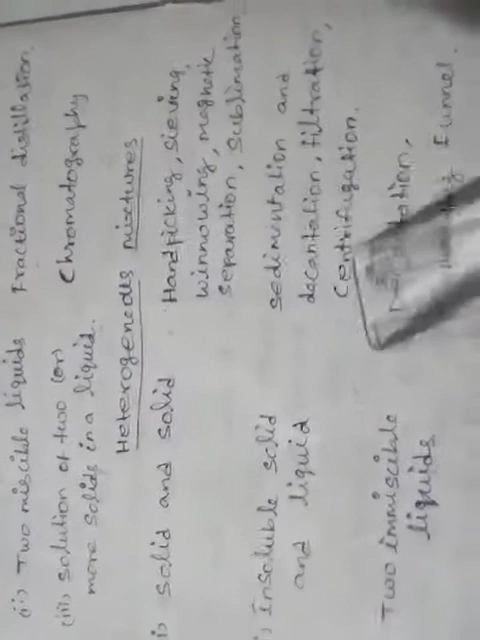 (ii) Two miscible liquids Fractional distillation.
(iii) solution of two (or) Chromatography
more solids in a liquid.
Heterogeneous mixtures
i) solid and solid Handpicking, sieving,
winnowing, magnetic
separation, sublimation
i) Insoluble solid sedimentation and
and liquid decantation, filtration,
Centrifugation.
Two immiscible
liquids Funnel.